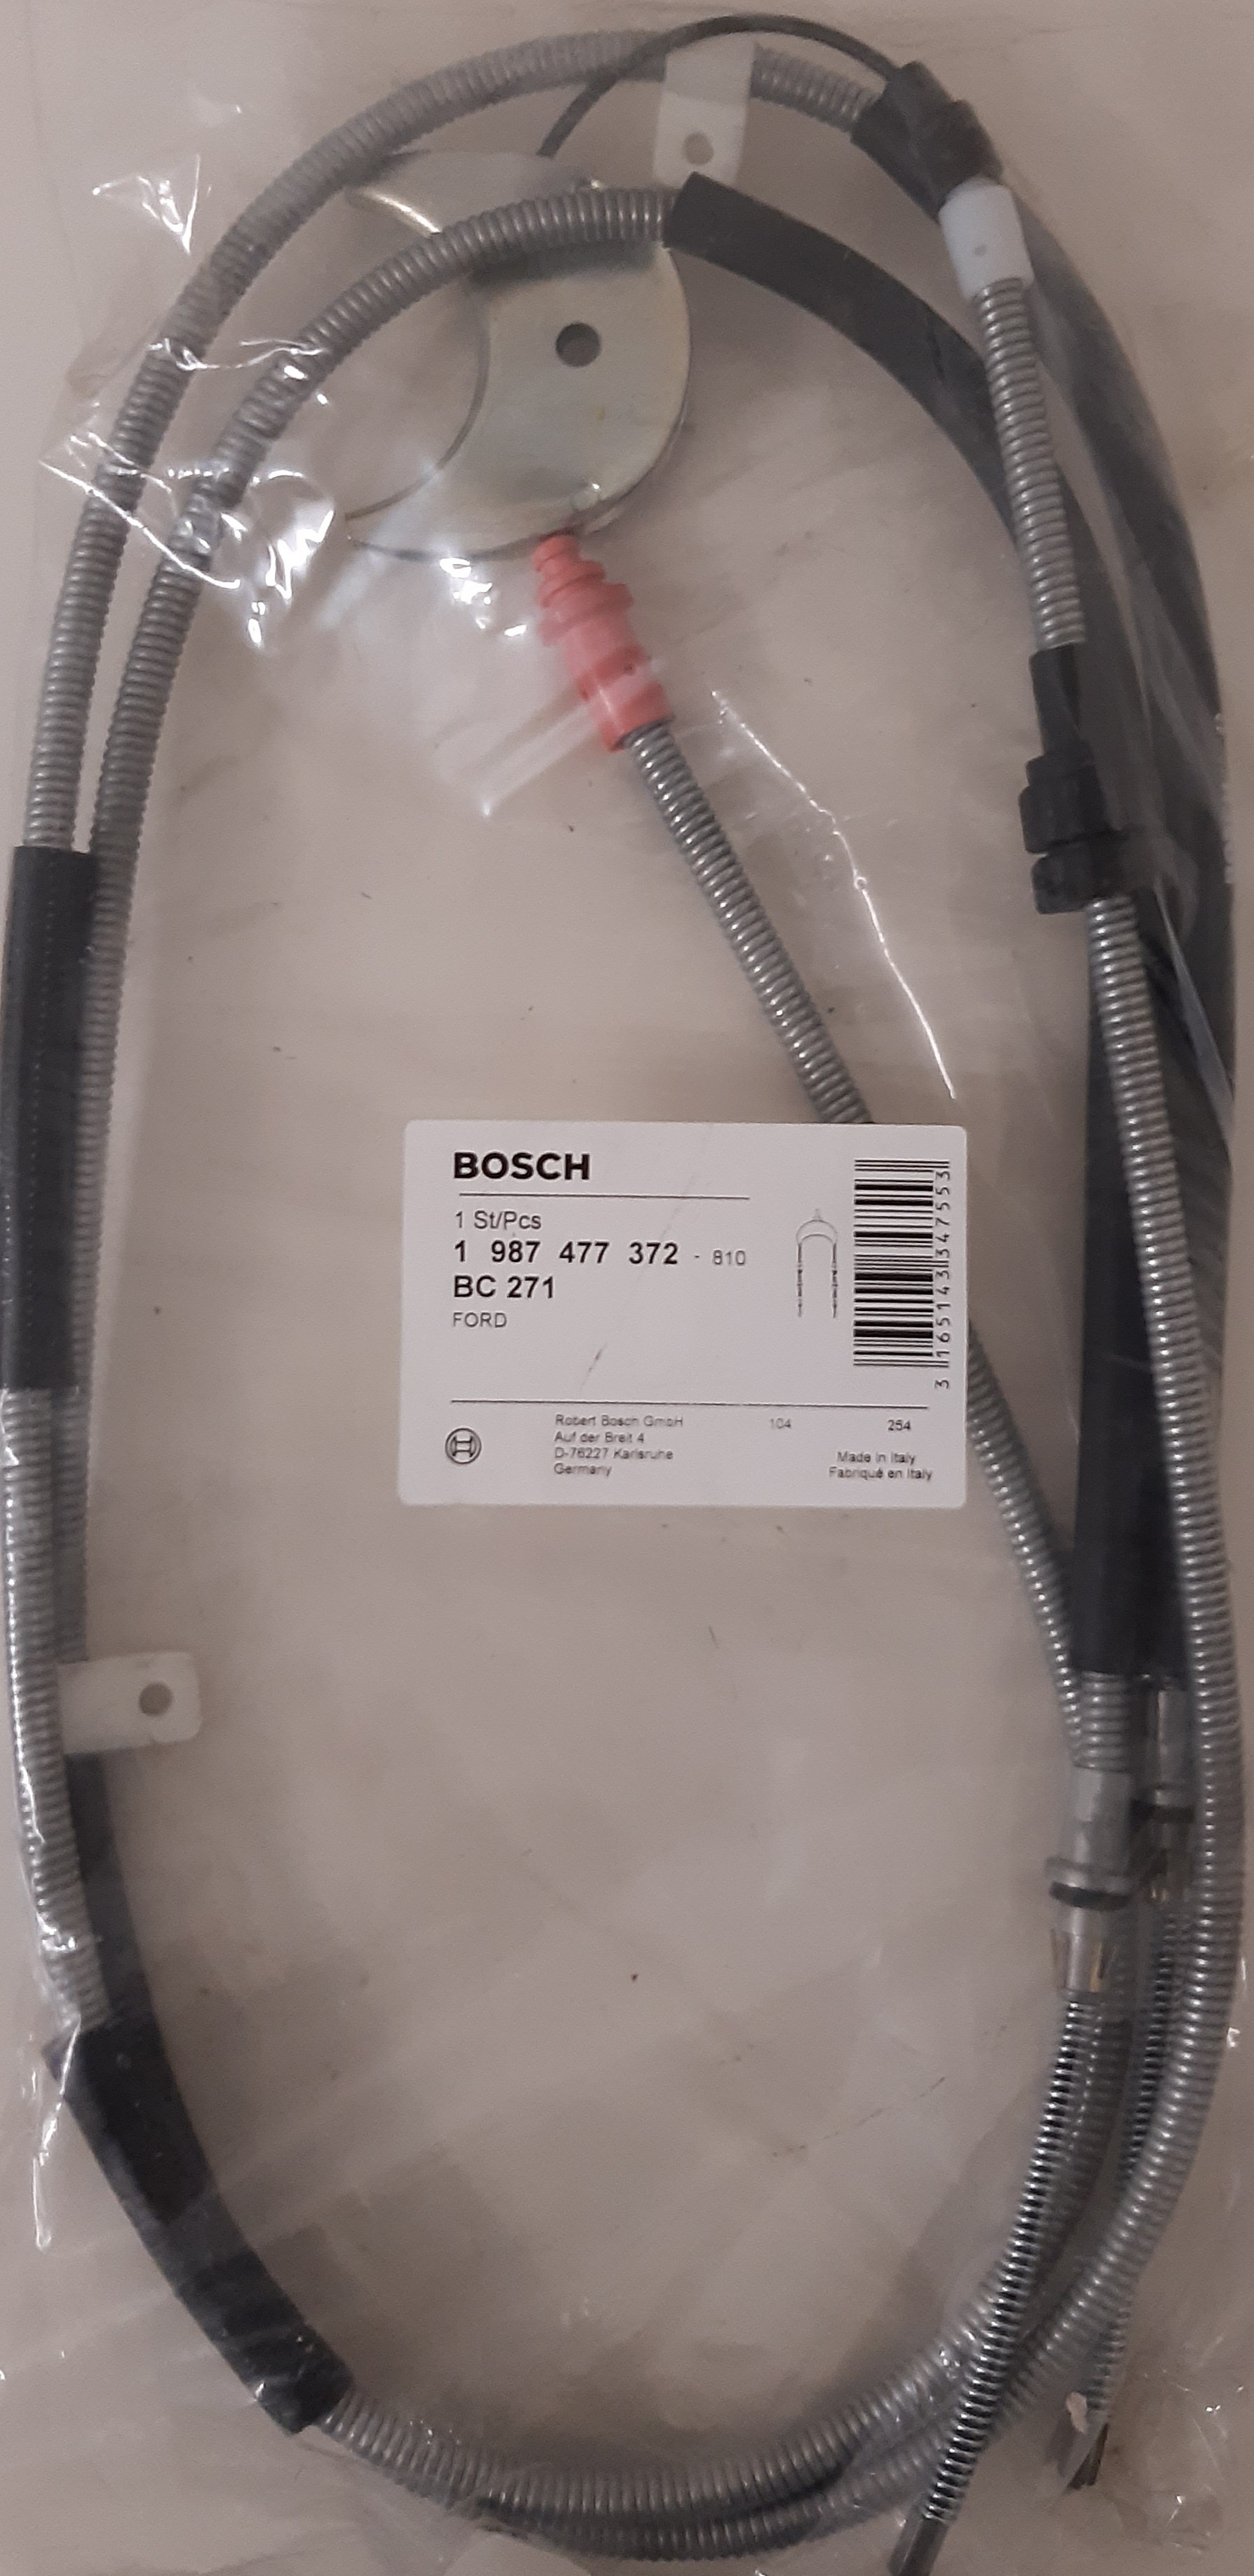 BOSCH
1 St/Pcs
1 987 477 372 - 810
BC 271
FORD
3 165143 347553
Robert Bosch GmbH
Auf der Breit 4
D-76227 Karlsruhe
Germany
104
254
Made in Italy
Fabriqué en Italy